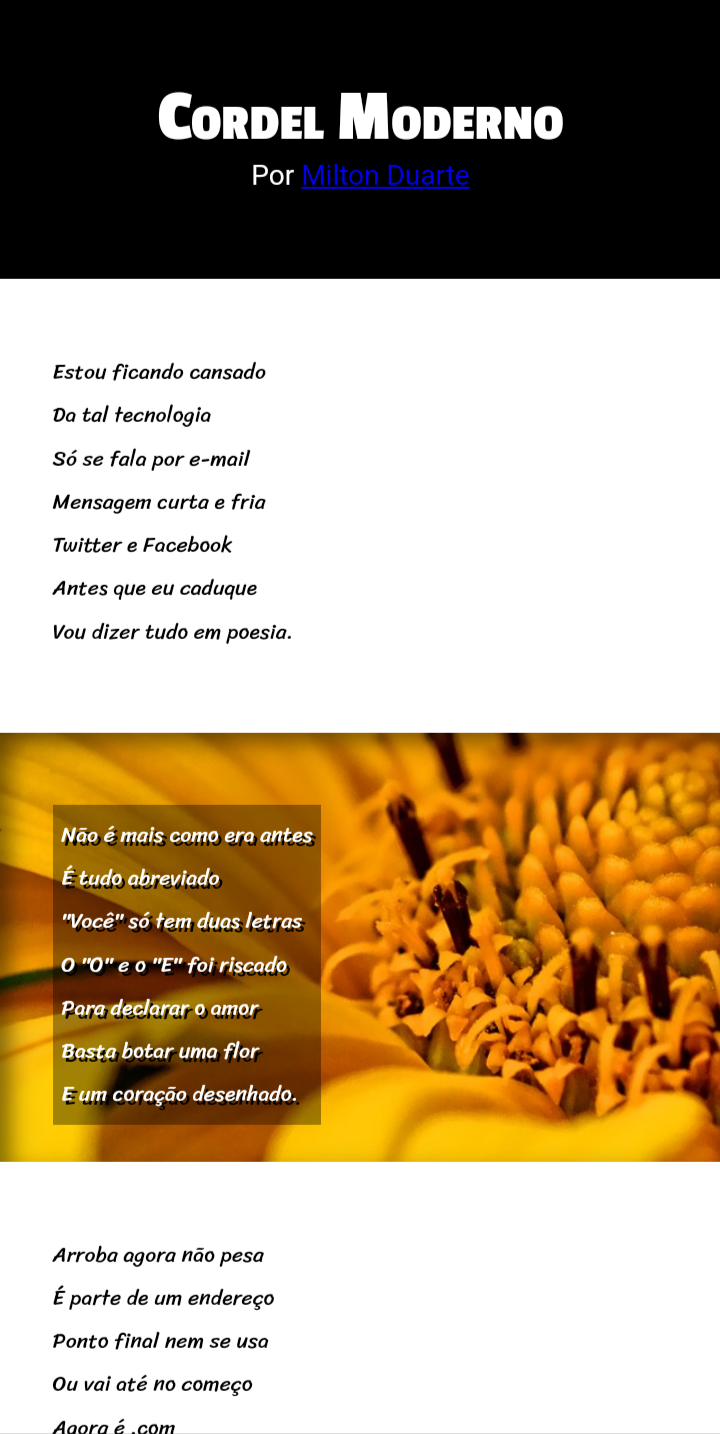 Cordel Moderno
Por Milton Duarte
Estou ficando cansado
Da tal tecnologia
Só se fala por e-mail
Mensagem curta e fria
Twitter e Facebook
Antes que eu caduque
Vou dizer tudo em poesia.
Não é mais como era antes
É tudo abreviado
"Você" só tem duas letras
O "O" e o "E" foi riscado
Para declarar o amor
Basta botar uma flor
E um coração desenhado.
Arroba agora não pesa
É parte de um endereço
Ponto final nem se usa
Ou vai até no começo
Agora é .com